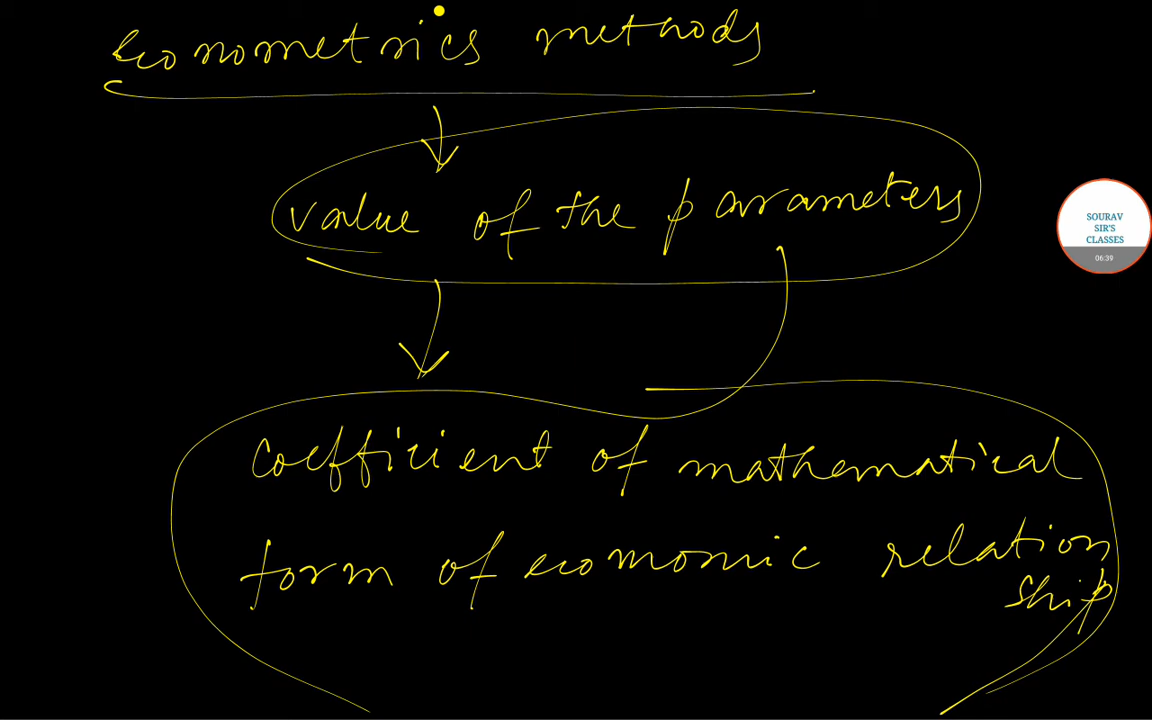 econometrics methods
value of the parameters
coefficient of mathematical
form of economic relation
ship
SOURAV
SIR'S
CLASSES
06:39